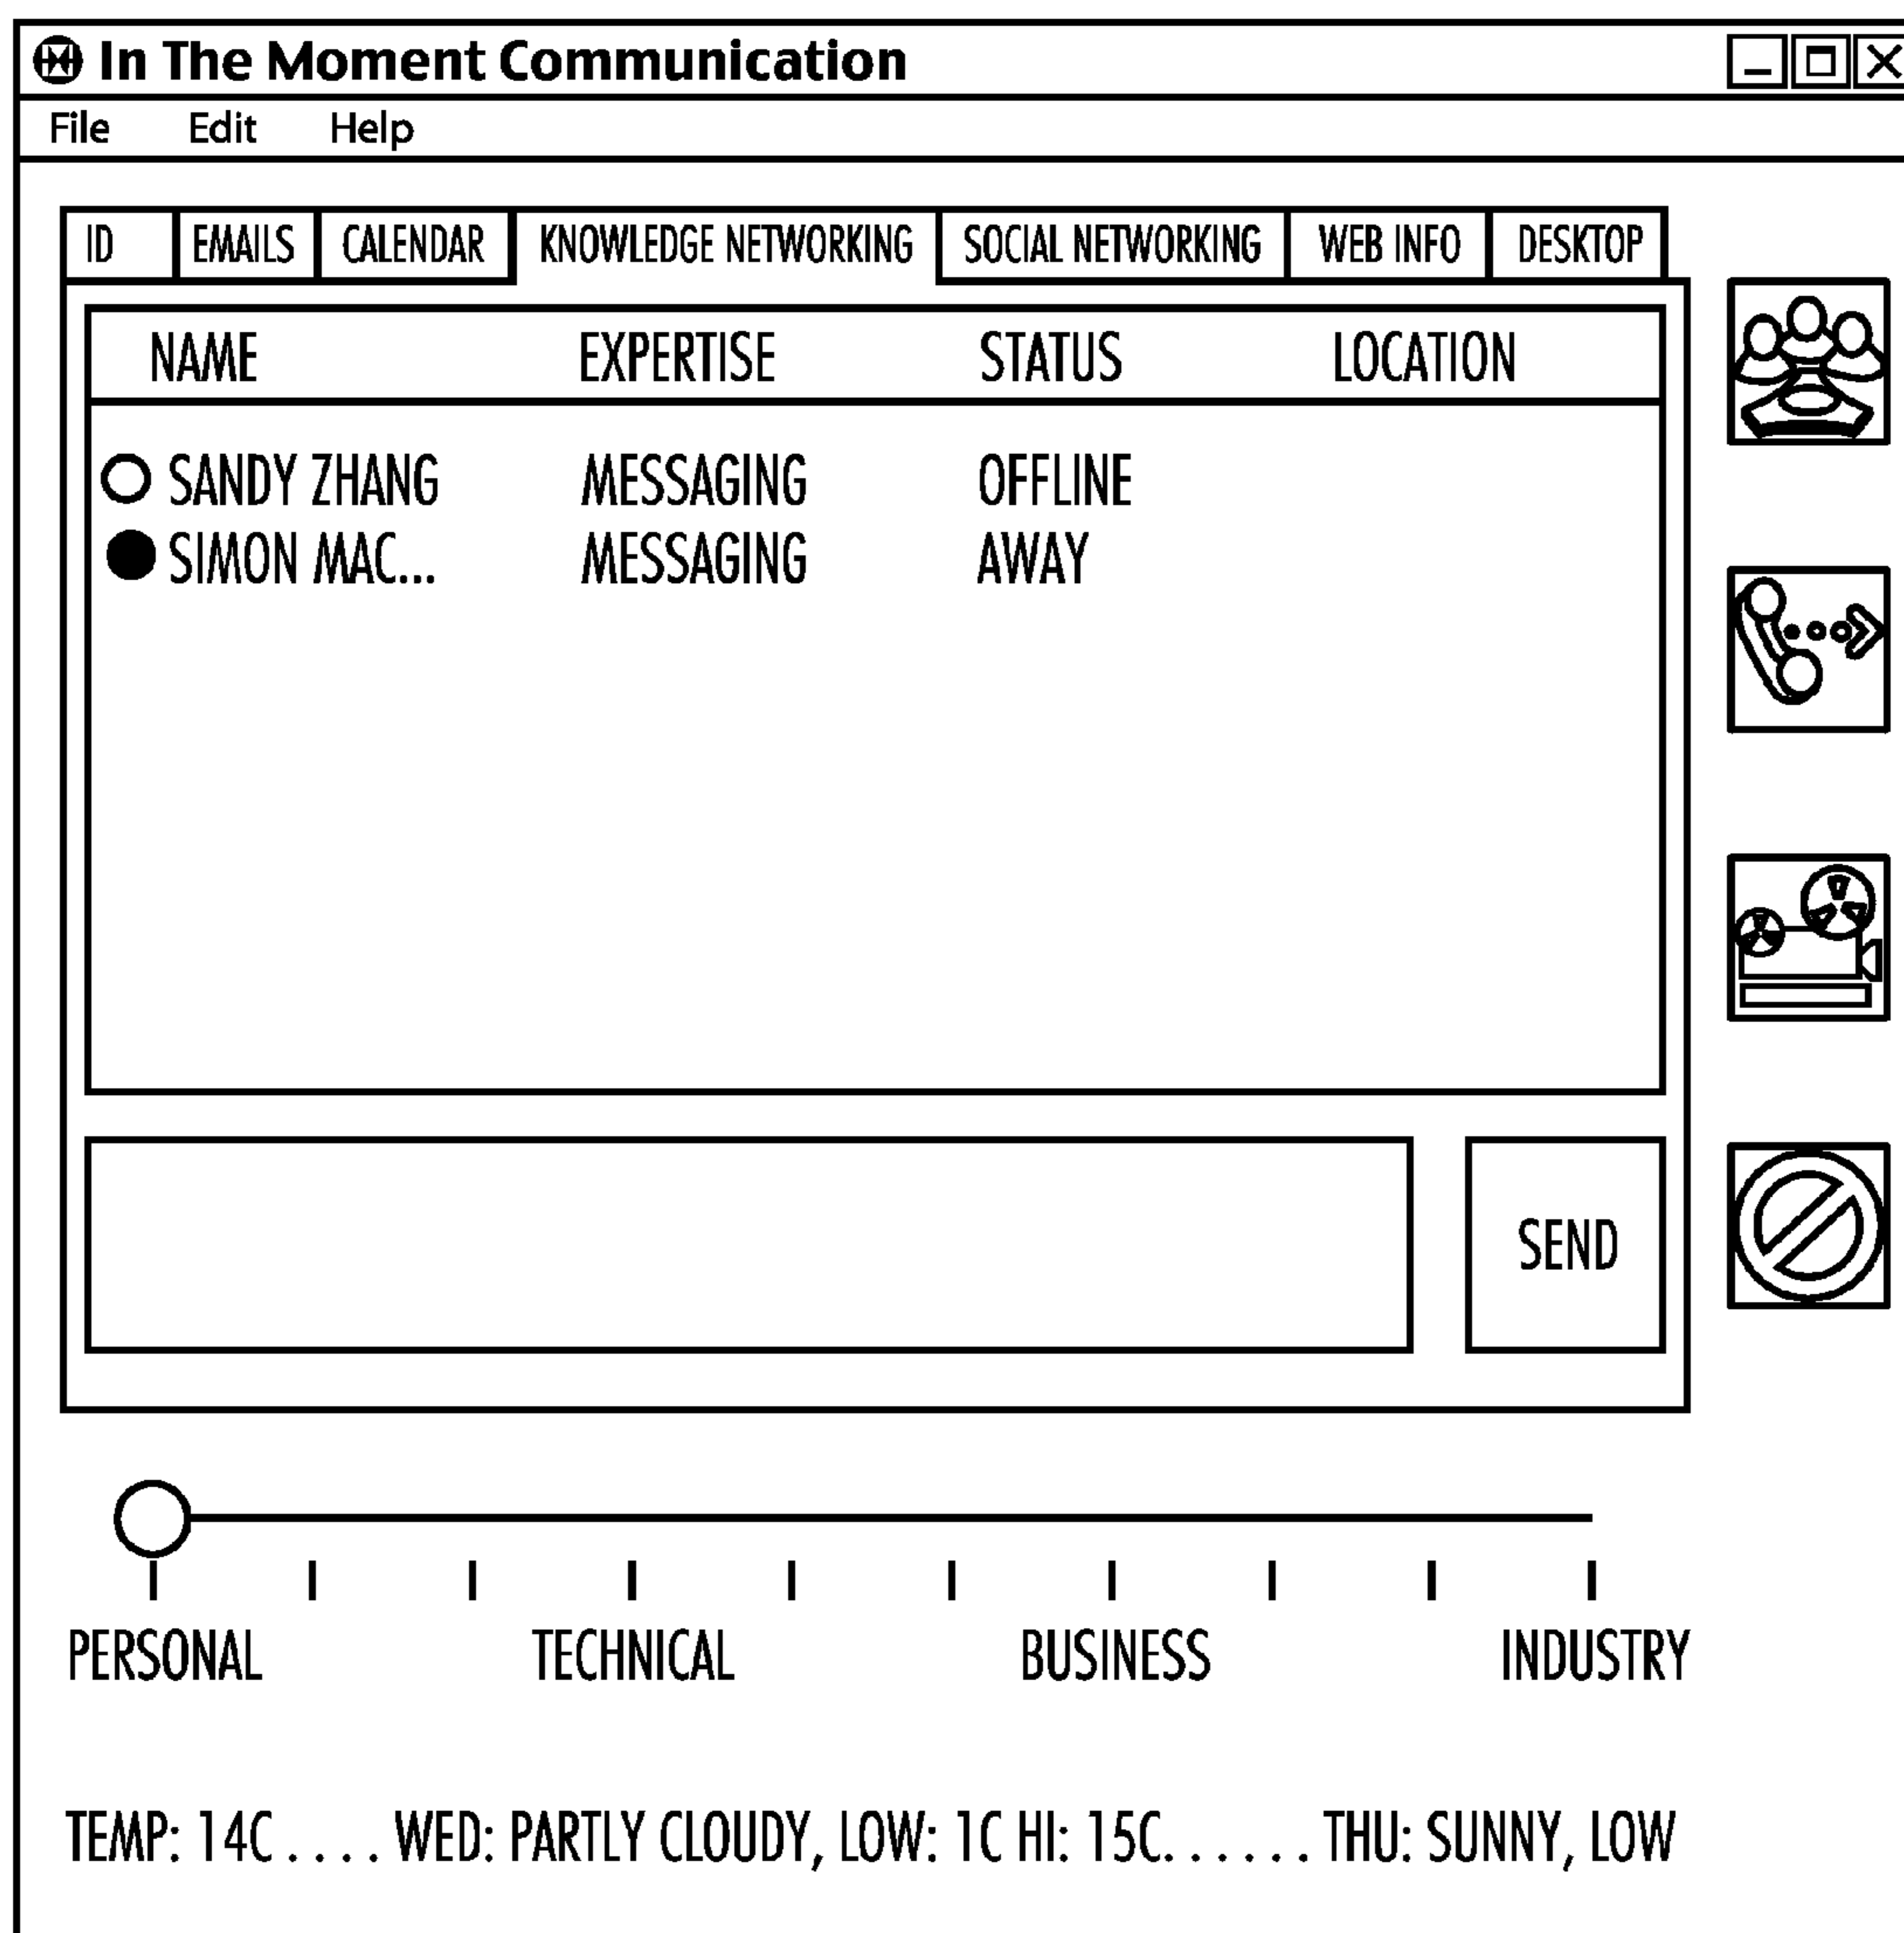 In The Moment Communication
File Edit Help
ID EMAILS CALENDAR KNOWLEDGE NETWORKING SOCIAL NETWORKING WEB INFO DESKTOP
NAME EXPERTISE STATUS LOCATION
SANDY ZHANG MESSAGING OFFLINE
SIMON MAC... MESSAGING AWAY
SEND
PERSONAL TECHNICAL BUSINESS INDUSTRY
TEMP: 14C . . . . WED: PARTLY CLOUDY, LOW: 1C HI: 15C. . . . . . THU: SUNNY, LOW